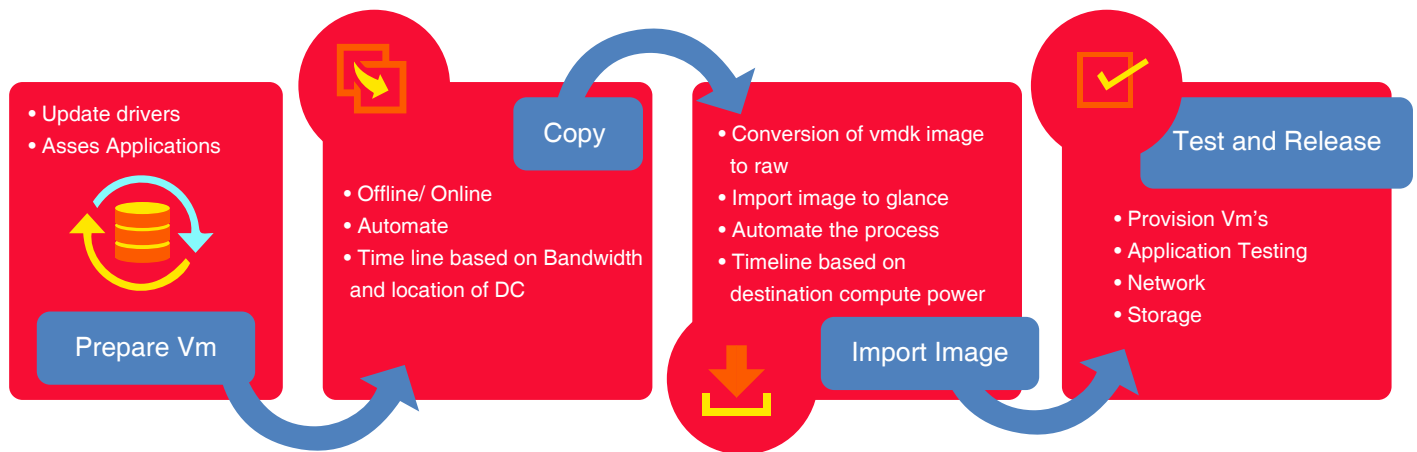 • Update drivers
• Asses Applications
Prepare Vm
Copy
• Offline/ Online
• Automate
• Time line based on Bandwidth
and location of DC
• Conversion of vmdk image
to raw
• Import image to glance
• Automate the process
• Timeline based on
destination compute power
Import Image
Test and Release
• Provision Vm’s
• Application Testing
• Network
• Storage